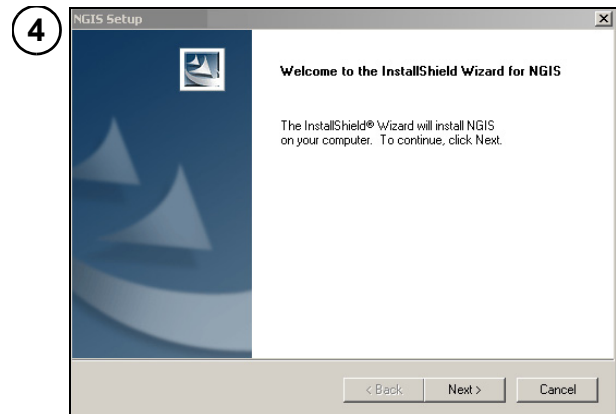 4
NGIS Setup
Welcome to the InstallShield Wizard for NGIS
The InstallShield® Wizard will install NGIS
on your computer. To continue, click Next.
< Back Next > Cancel